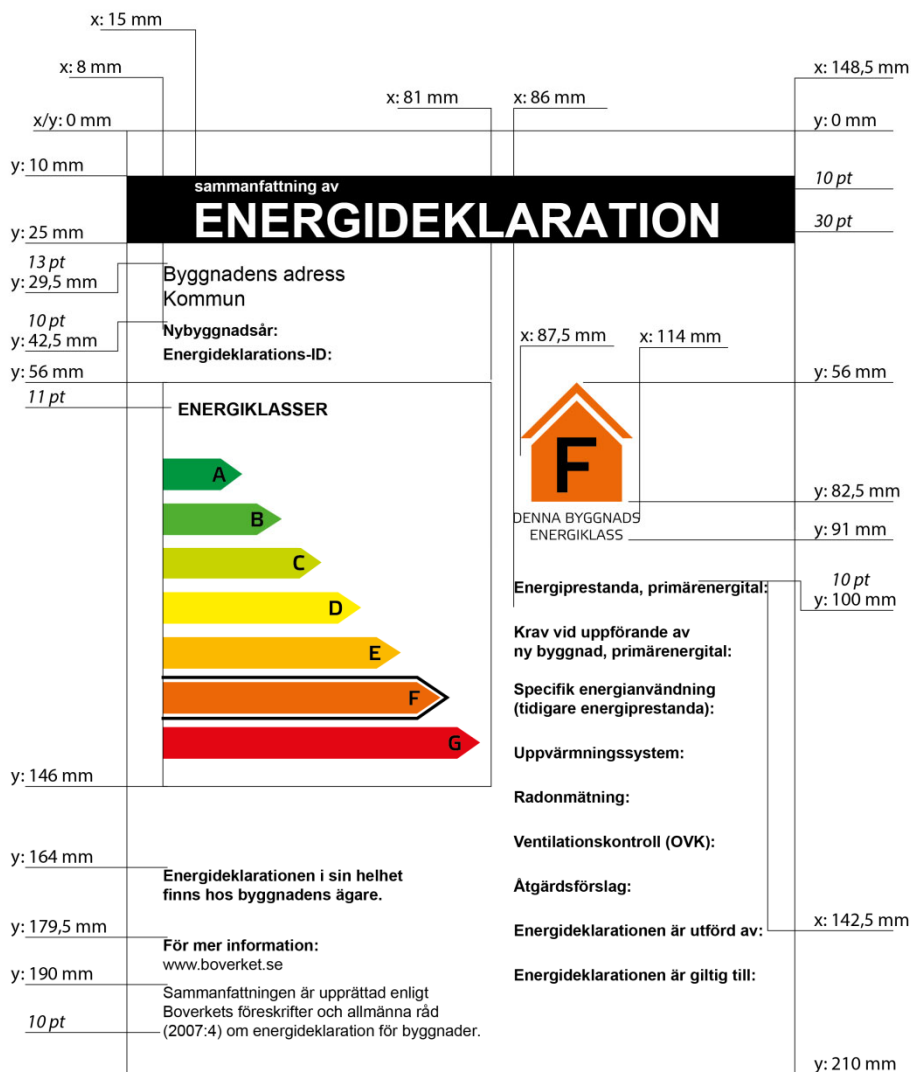 x: 15 mm
x: 8 mm
x: 148,5 mm
x: 81 mm
x: 86 mm
x/y: 0 mm
y: 0 mm
y: 10 mm
sammanfattning av
10 pt
ENERGIDEKLARATION
30 pt
y: 25 mm
13 pt
y: 29,5 mm
Byggnadens adress
Kommun
10 pt
y: 42,5 mm
Nybyggnadsår:
Energideklarations-ID:
x: 87,5 mm
x: 114 mm
y: 56 mm
y: 56 mm
11 pt
ENERGIKLASSER
A
B
C
D
E
F
G
F
y: 82,5 mm
DENNA BYGGNADS
ENERGIKLASS
y: 91 mm
Energiprestanda, primärenergital:
10 pt
y: 100 mm
Krav vid uppförande av
ny byggnad, primärenergital:
Specifik energianvändning
(tidigare energiprestanda):
Uppvärmningssystem:
y: 146 mm
Radonmätning:
Ventilationskontroll (OVK):
Åtgärdsförslag:
Energideklarationen är utförd av:
x: 142,5 mm
Energideklarationen är giltig till:
y: 164 mm
Energideklarationen i sin helhet
finns hos byggnadens ägare.
y: 179,5 mm
För mer information:
www.boverket.se
y: 190 mm
Sammanfattningen är upprättad enligt
Boverkets föreskrifter och allmänna råd
(2007:4) om energideklaration för byggnader.
10 pt
y: 210 mm